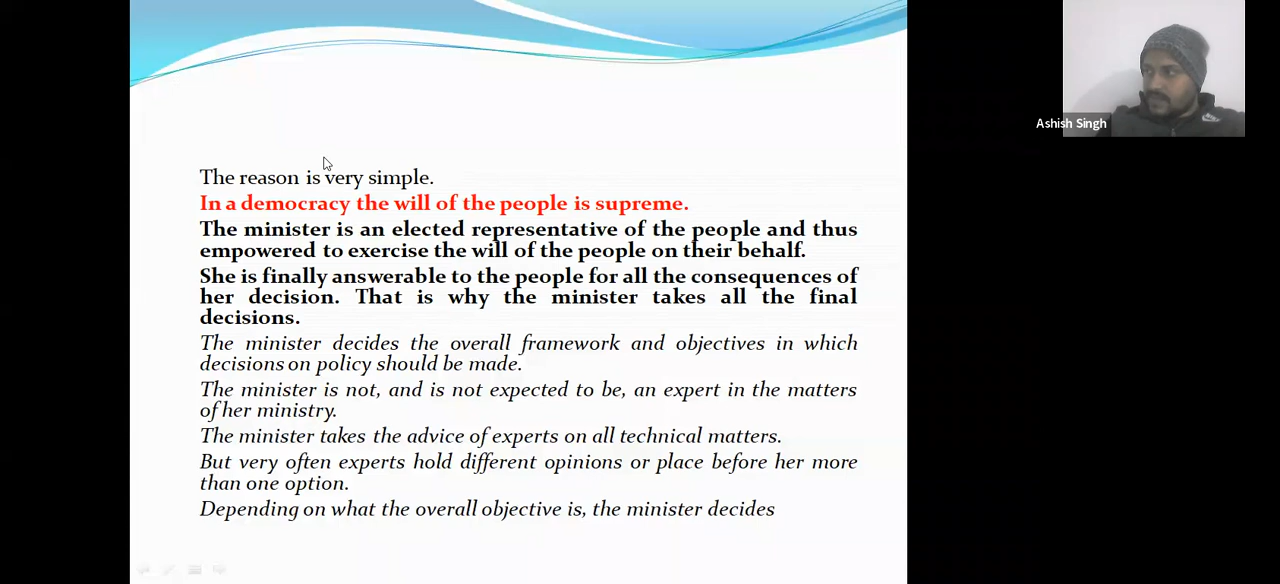 Ashish Singh
The reason is very simple.
In a democracy the will of the people is supreme.
The minister is an elected representative of the people and thus
empowered to exercise the will of the people on their behalf.
She is finally answerable to the people for all the consequences of
her decision. That is why the minister takes all the final
decisions.
The minister decides the overall framework and objectives in which
decisions on policy should be made.
The minister is not, and is not expected to be, an expert in the matters
of her ministry.
The minister takes the advice of experts on all technical matters.
But very often experts hold different opinions or place before her more
than one option.
Depending on what the overall objective is, the minister decides